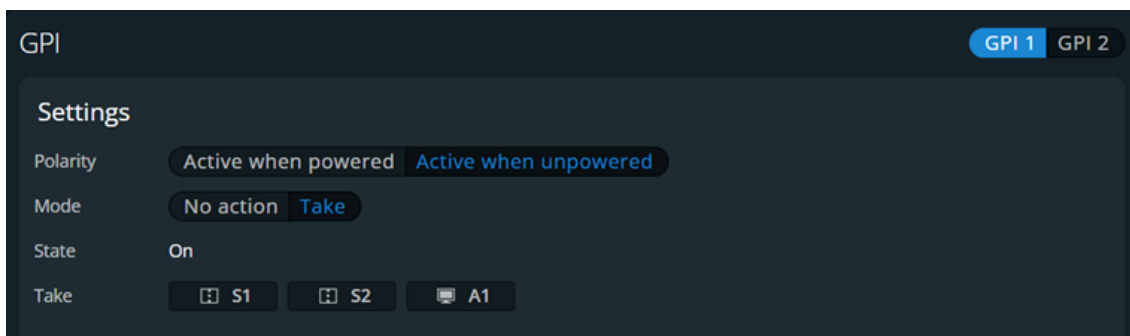 GPI GPI 1 GPI 2
Settings
Polarity Active when powered Active when unpowered
Mode No action Take
State On
Take S1 S2 A1